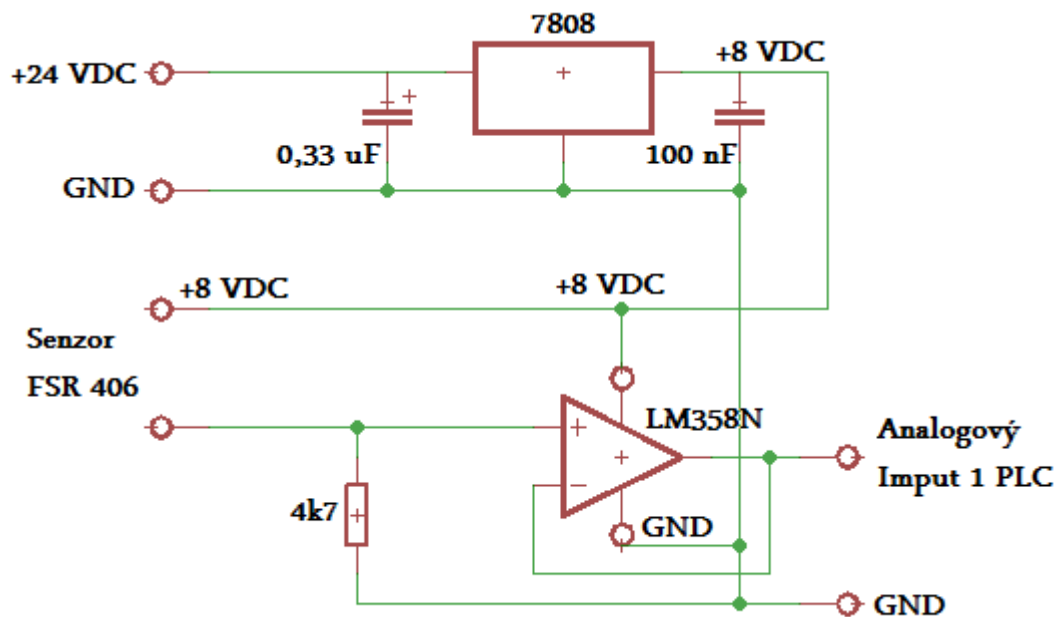 7808
+24 VDC
+8 VDC
0,33 uF
100 nF
GND
+8 VDC
+8 VDC
Senzor
FSR 406
LM358N
Analogový
Imput 1 PLC
4k7
GND
GND